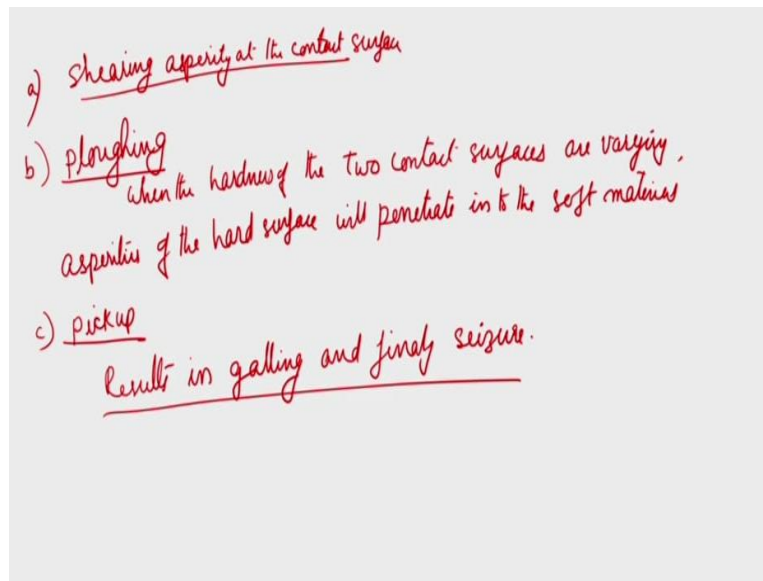 a) Shearing asperity at the contact surface
b) ploughing
when the hardness of the two contact surfaces are varying,
asperities of the hard surface will penetrate in to the soft materials
c) pickup
Results in galling and finaly seizure.